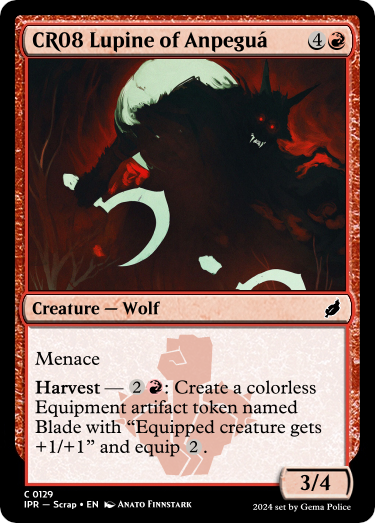 CR08 Lupine of Anpeguá 4
Creature — Wolf
Menace
Harvest — 2 : Create a colorless
Equipment artifact token named
Blade with “Equipped creature gets
+1/+1” and equip 2 .
3/4
C 0129
IPR — Scrap • EN Anato Finnstark
2024 set by Gema Police